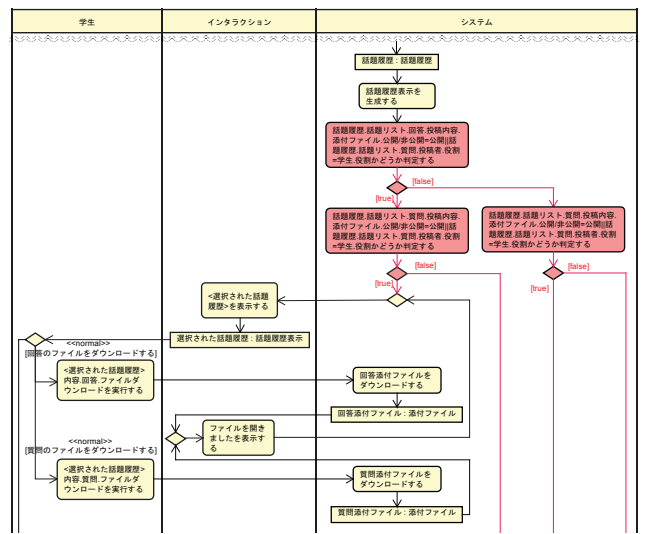 学生
インタラクション
システム
話題履歴 : 話題履歴
話題履歴表示を
生成する
話題履歴.話題リスト.回答.投稿内容.
添付ファイル.公開/非公開=公開||話
題履歴.話題リスト.質問.投稿者.役割
=学生.役割かどうか判定する
[false]
[true]
話題履歴.話題リスト.質問.投稿内容.
添付ファイル.公開/非公開=公開||話
題履歴.話題リスト.質問.投稿者.役割
=学生.役割かどうか判定する
話題履歴.話題リスト.質問.投稿内容.
添付ファイル.公開/非公開=公開||話
題履歴.話題リスト.質問.投稿者.役割
=学生.役割かどうか判定する
[false]
[true]
[false]
[true]
<選択された話題
履歴>を表示する
選択された話題履歴 : 話題履歴表示
<<normal>>
[回答のファイルをダウンロードする]
<選択された話題履歴>
内容.回答.ファイルダ
ウンロードを実行する
回答添付ファイルを
ダウンロードする
回答添付ファイル : 添付ファイル
ファイルを開き
ましたを表示す
る
<<normal>>
[質問のファイルをダウンロードする]
<選択された話題履歴>
内容.質問.ファイルダ
ウンロードを実行する
質問添付ファイルを
ダウンロードする
質問添付ファイル : 添付ファイル